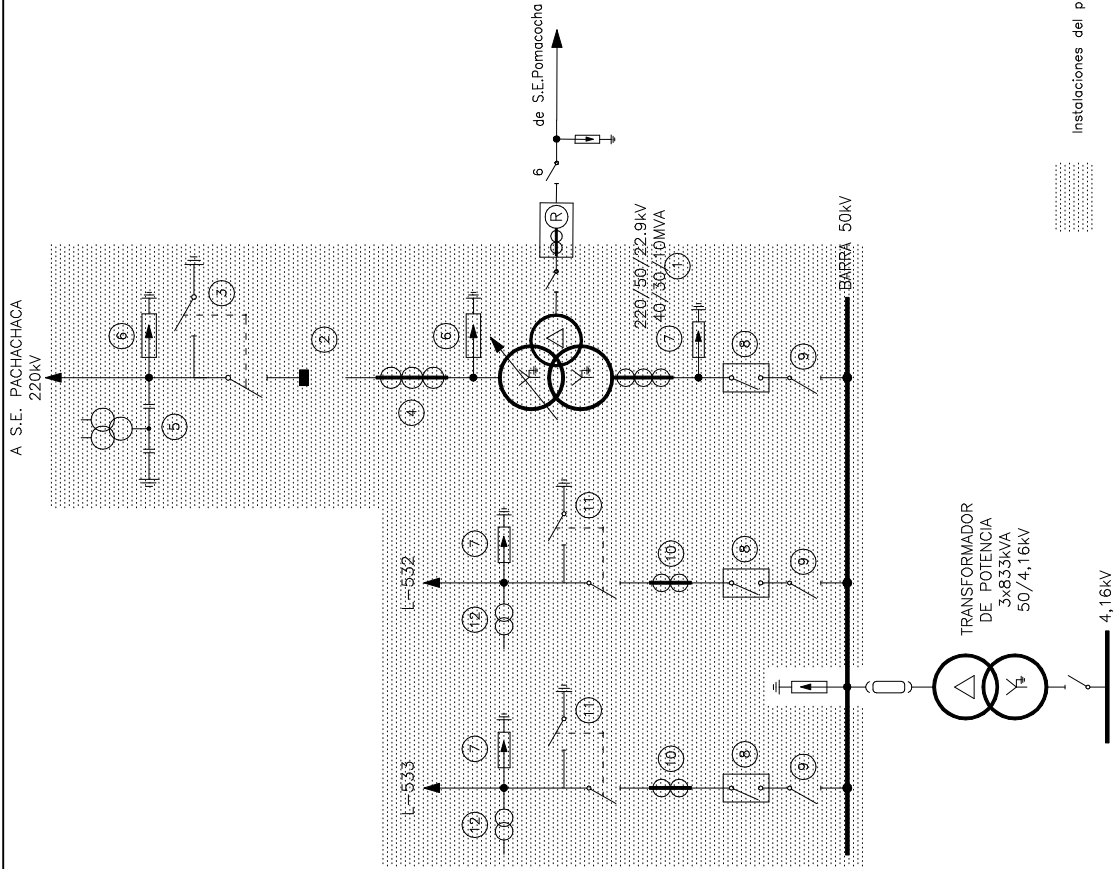 A S.E. PACHACHACA
220kV
6
3
5
2
4
6
de S.E.Pomacocha
6
R
220/50/22.9kV
40/30/10MVA
1
7
8
9
BARRA 50kV
L-532
7
12
11
10
8
9
L-533
7
12
11
10
8
9
TRANSFORMADOR
DE POTENCIA
3x833kVA
50/4,16kV
4,16kV
Instalaciones del p